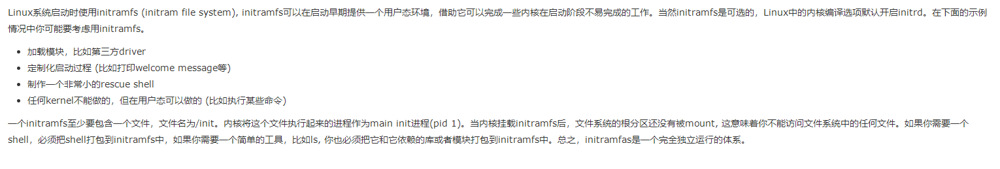 Linux系统启动时使用initramfs (initram file system), initramfs可以在启动早期提供一个用户态环境，借助它可以完成一些内核在启动阶段不易完成的工作。当然initramfs是可选的，Linux中的内核编译选项默认开启initrd。在下面的示例
情况中你可能要考虑用initramfs。
• 加载模块，比如第三方driver
• 定制化启动过程 (比如打印welcome message等)
• 制作一个非常小的rescue shell
• 任何kernel不能做的，但在用户态可以做的 (比如执行某些命令)
一个initramfs至少要包含一个文件，文件名为/init。内核将这个文件执行起来的进程作为main init进程(pid 1)。当内核挂载initramfs后，文件系统的根分区还没有被mount, 这意味着你不能访问文件系统中的任何文件。如果你需要一个
shell，必须把shell打包到initramfs中，如果你需要一个简单的工具，比如ls, 你也必须把它和它依赖的库或者模块打包到initramfs中。总之，initramfas是一个完全独立运行的体系。